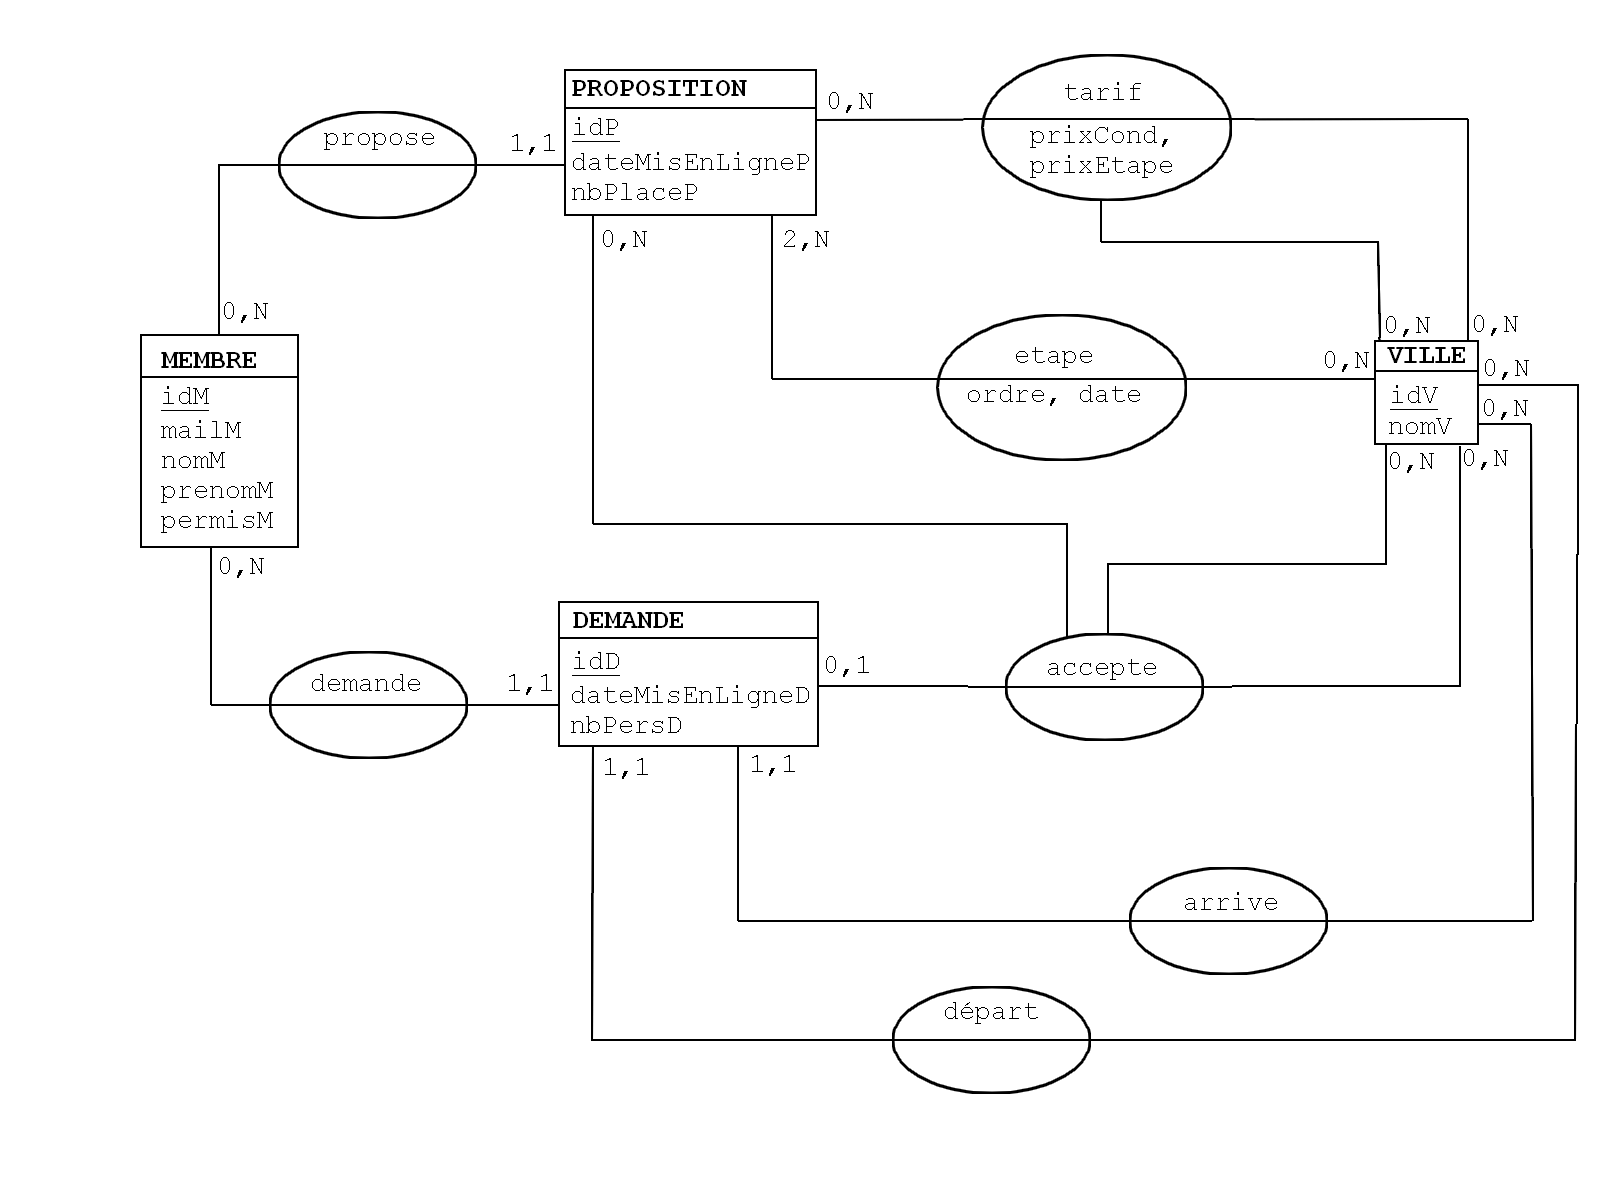 PROPOSITION
idP
dateMisEnLigneP
nbPlaceP
0,N
tarif
prixCond,
prixEtape
propose
1,1
0,N
2,N
0,N
MEMBRE
idM
mailM
nomM
prenomM
permisM
0,N
etape
ordre, date
0,N
0,N
0,N
VILLE
idV
nomV
0,N
0,N
0,N
0,N
DEMANDE
idD
dateMisEnLigneD
nbPersD
demande
1,1
0,1
accepte
1,1
1,1
arrive
départ